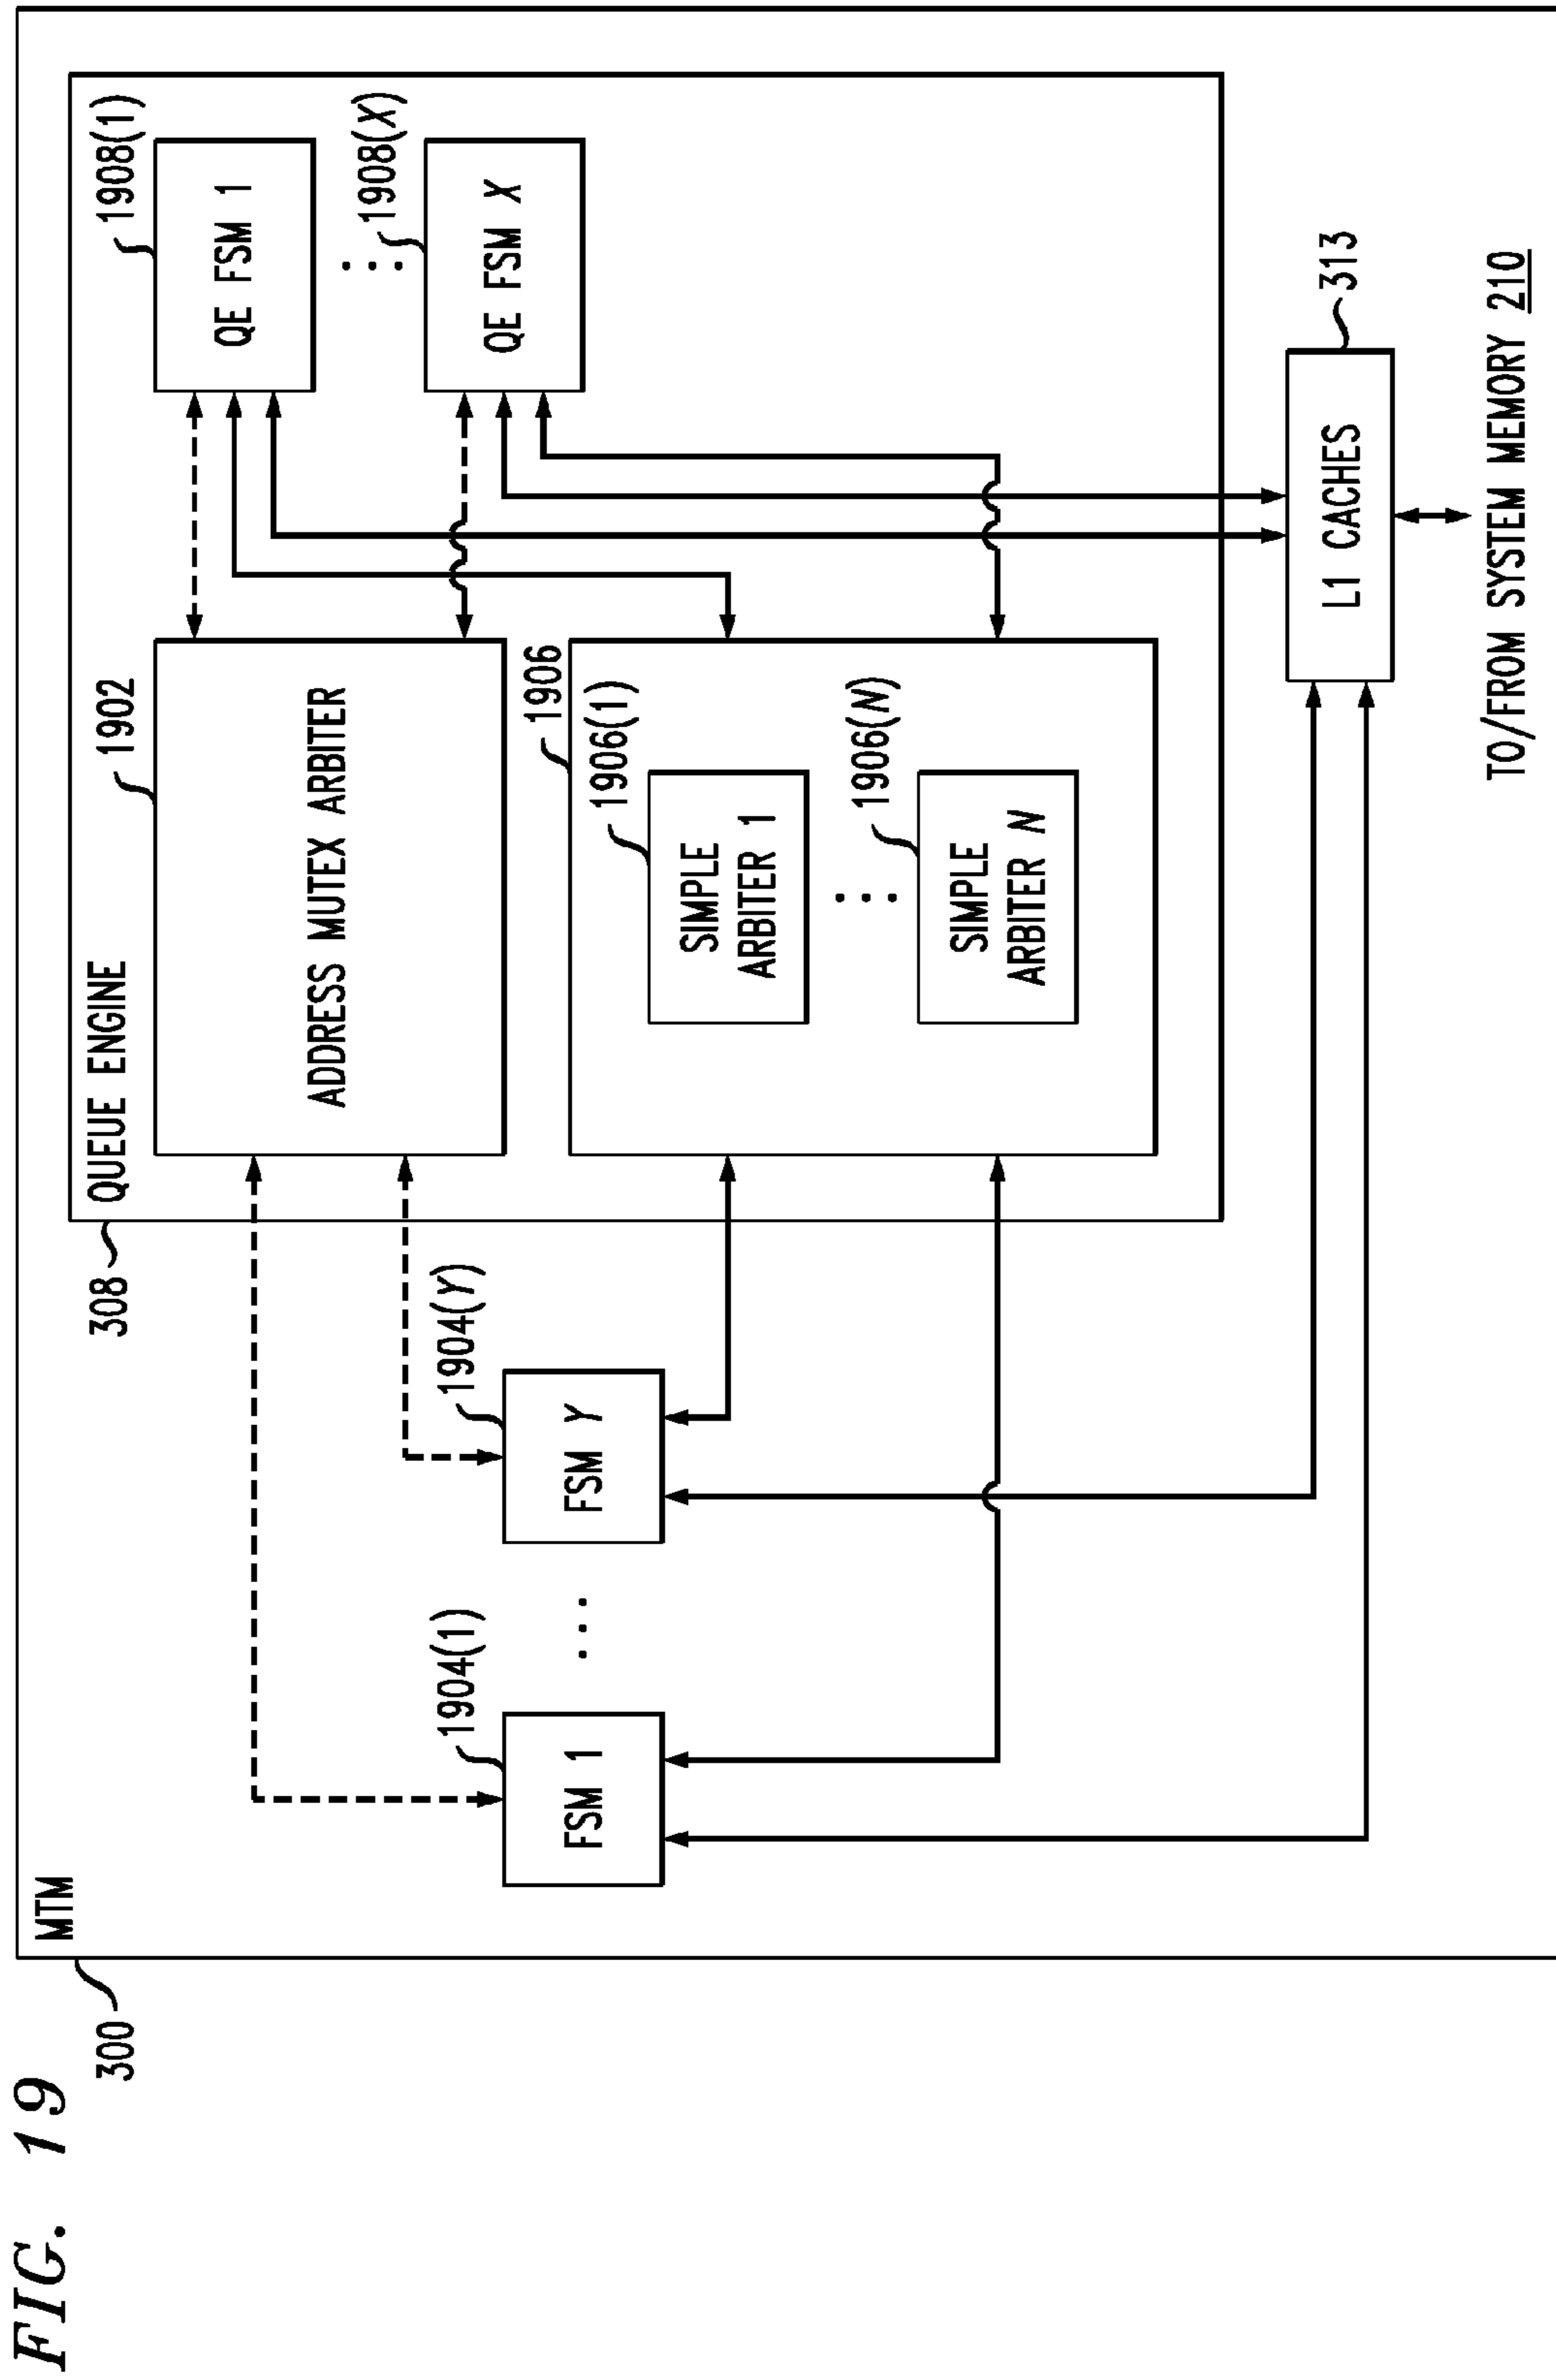 FIG. 19
300
MTM
308
QUEUE ENGINE
1902
ADDRESS MUTEX ARBITER
1908(1)
QE FSM 1
1908(X)
QE FSM X
1904(1)
FSM 1
1904(Y)
FSM Y
1906
1906(1)
SIMPLE
ARBITER 1
1906(N)
SIMPLE
ARBITER N
313
L1 CACHES
TO/FROM SYSTEM MEMORY 210